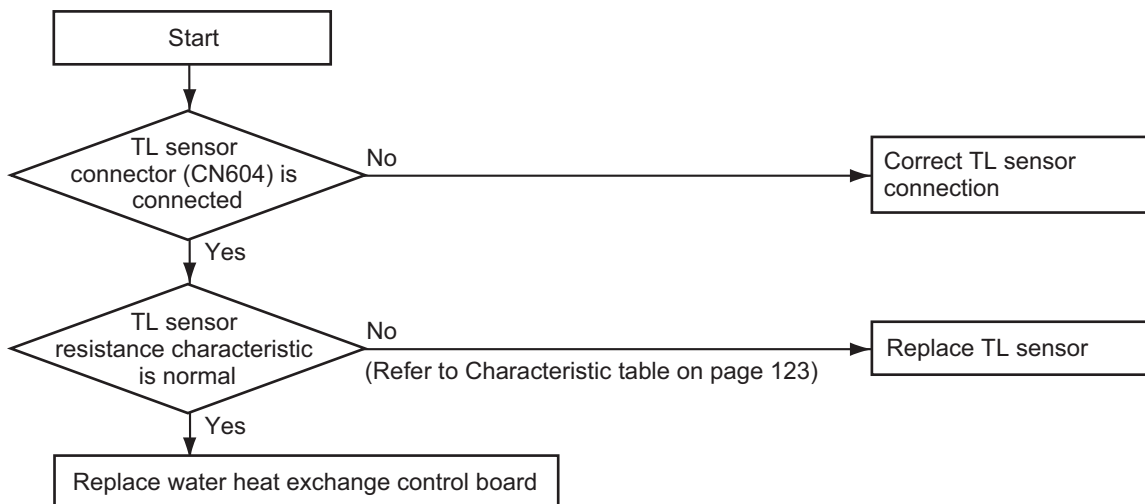 Start
TL sensor
connector (CN604) is
connected
No
Correct TL sensor
connection
Yes
TL sensor
resistance characteristic
is normal
No
(Refer to Characteristic table on page 123)
Replace TL sensor
Yes
Replace water heat exchange control board